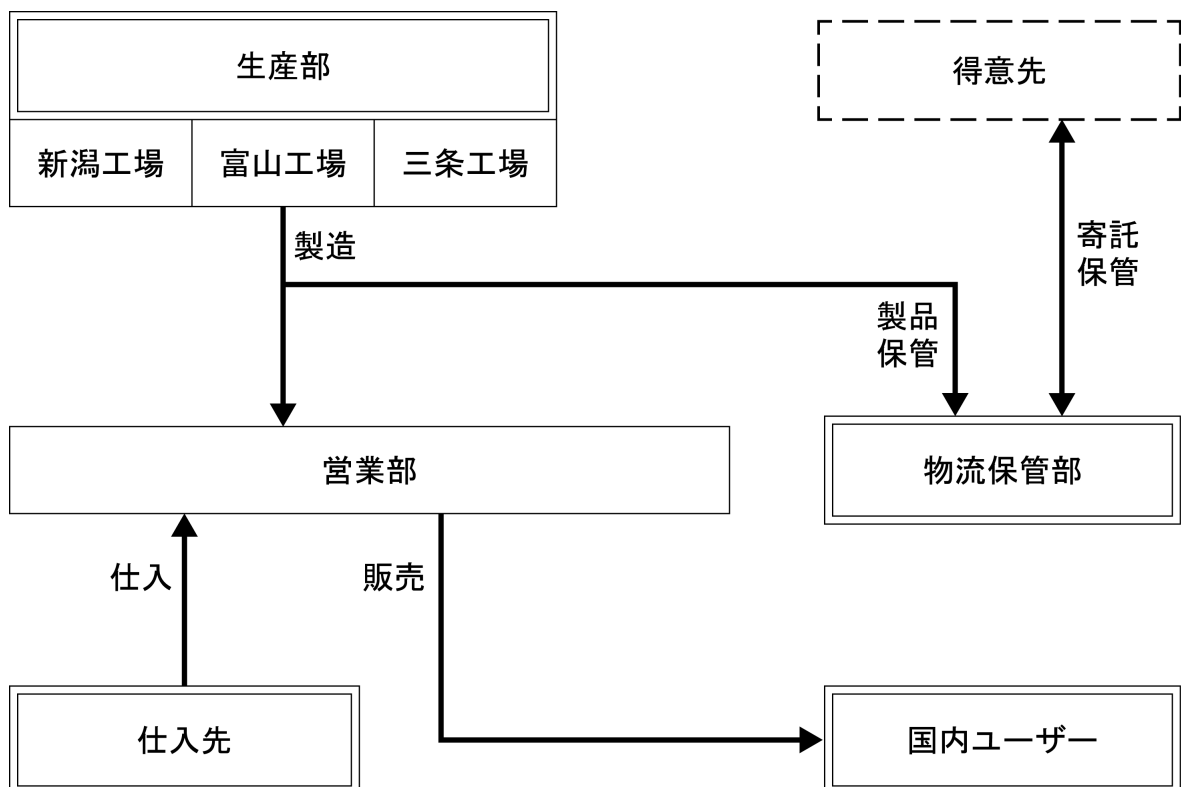 生産部
得意先
新潟工場
富山工場
三条工場
製造
寄託
保管
製品
保管
営業部
物流保管部
仕入
販売
仕入先
国内ユーザー